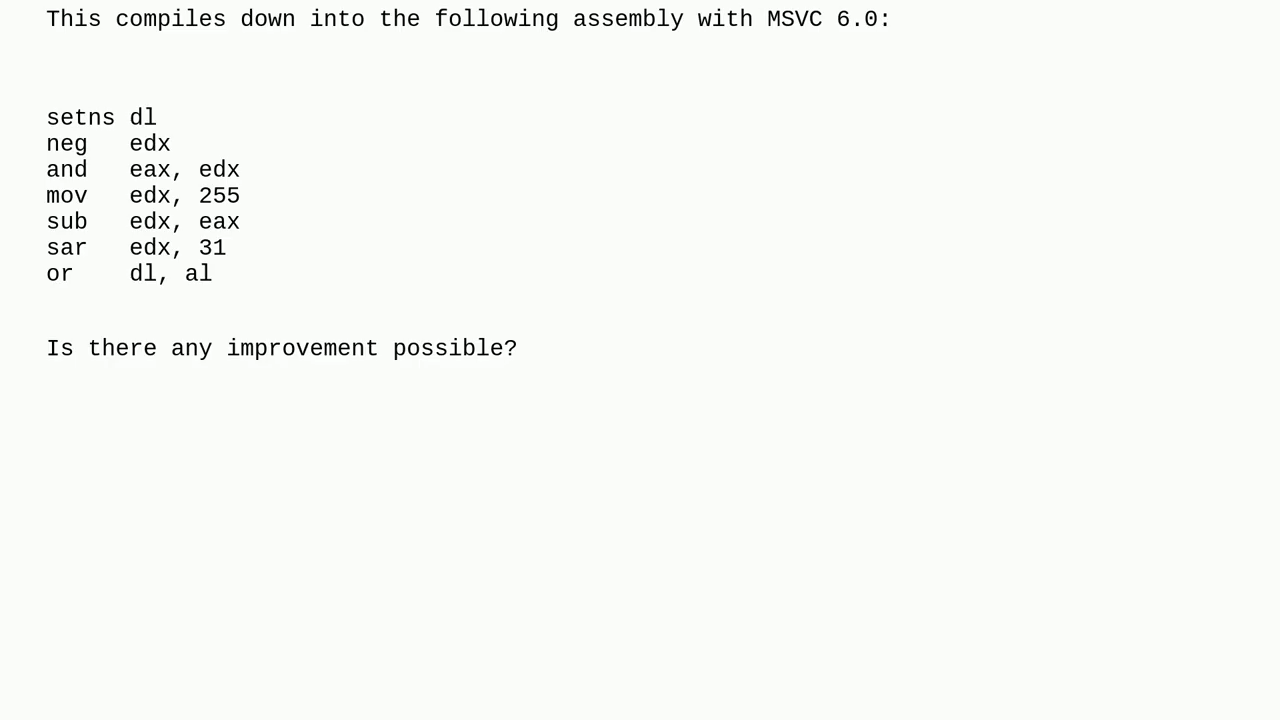 This compiles down into the following assembly with MSVC 6.0:
setns dl
neg   edx
and   eax, edx
mov   edx, 255
sub   edx, eax
sar   edx, 31
or    dl, al
Is there any improvement possible?